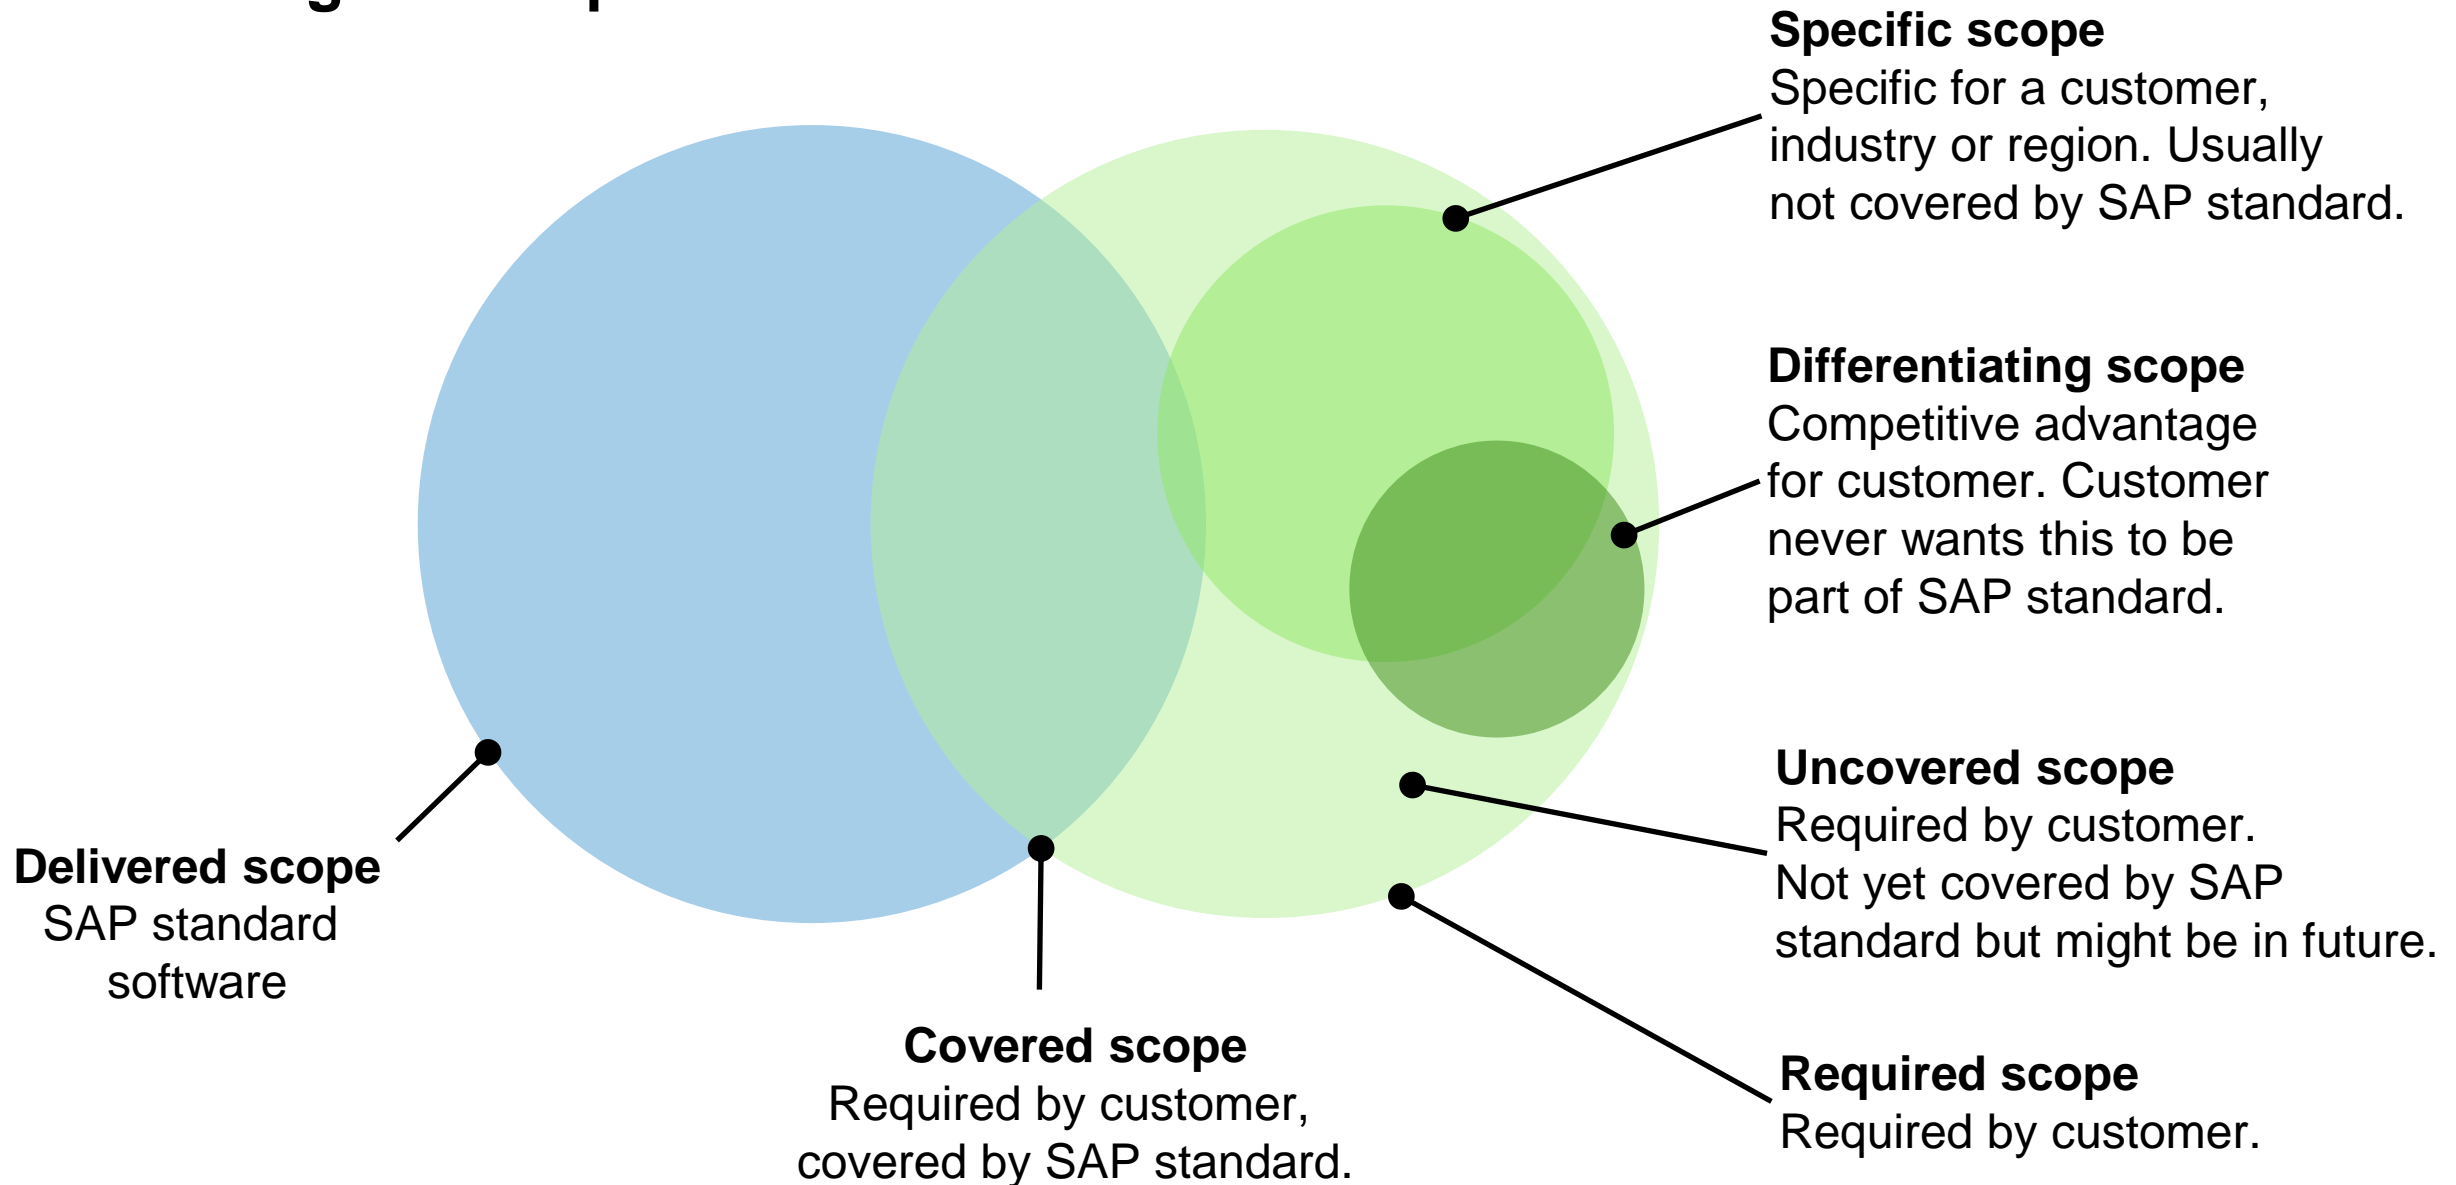 Specific scope
Specific for a customer,
industry or region. Usually
not covered by SAP standard.
Differentiating scope
Competitive advantage
for customer. Customer
never wants this to be
part of SAP standard.
Uncovered scope
Required by customer.
Not yet covered by SAP
standard but might be in future.
Delivered scope
SAP standard
software
Covered scope
Required by customer,
covered by SAP standard.
Required scope
Required by customer.